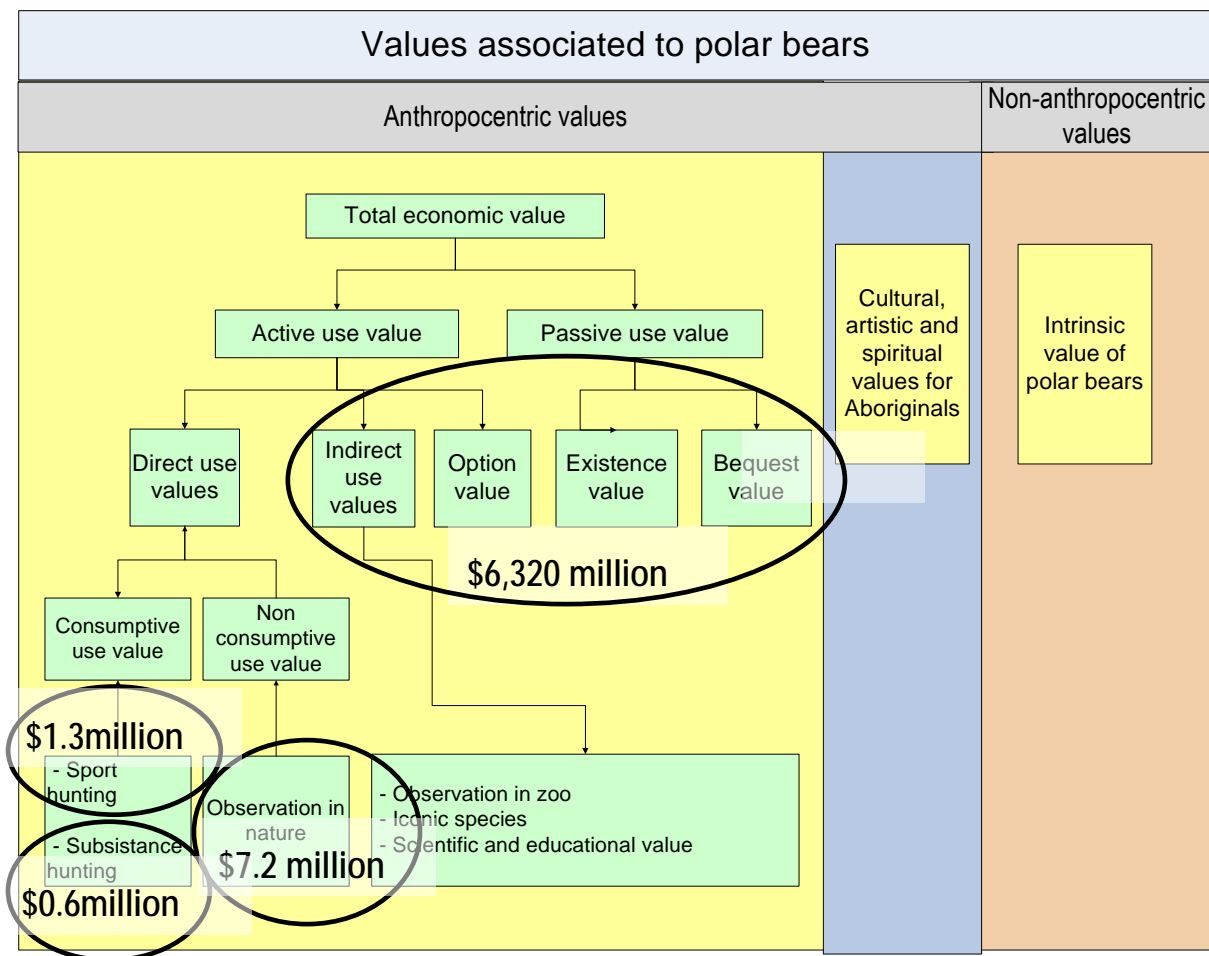 Values associated to polar bears
Anthropocentric values
Non-anthropocentric
values
Total economic value
Active use value
Passive use value
Cultural,
artistic and
spiritual
values for
Aboriginals
Intrinsic
value of
polar bears
Direct use
values
Indirect
use
values
Option
value
Existence
value
Bequest
value
$6,320 million
Consumptive
use value
Non
consumptive
use value
$1.3million
- Sport
hunting
- Subsistance
hunting
$0.6million
Observation in
nature
$7.2 million
- Observation in zoo
- Iconic species
- Scientific and educational value